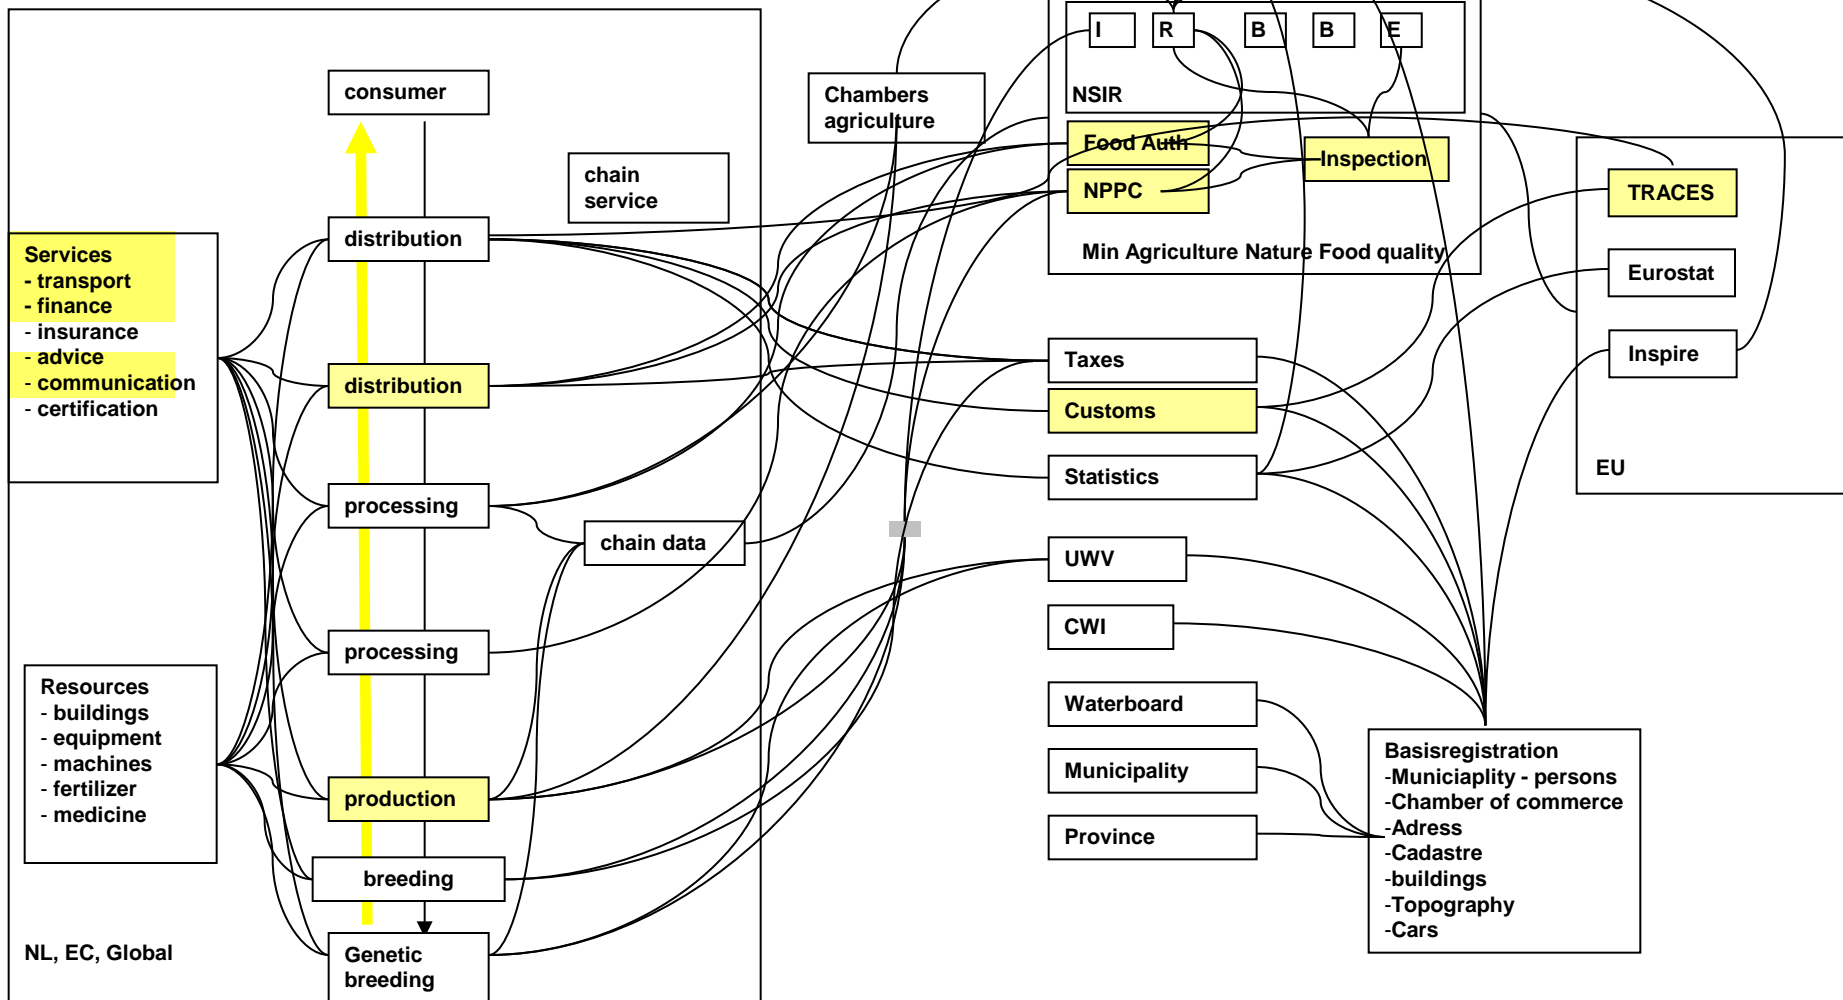 consumer
chain
service
distribution
Services
- transport
- finance
- insurance
- advice
- communication
- certification
distribution
processing
chain data
processing
Resources
- buildings
- equipment
- machines
- fertilizer
- medicine
production
breeding
Genetic
breeding
NL, EC, Global
Chambers
agriculture
I
R
B
B
E
NSIR
Food Auth
Inspection
NPPC
Min Agriculture Nature Food quality
TRACES
Eurostat
Inspire
EU
Taxes
Customs
Statistics
UWV
CWI
Waterboard
Municipality
Province
Basisregistration
-Municiaplity - persons
-Chamber of commerce
-Adress
-Cadastre
-buildings
-Topography
-Cars